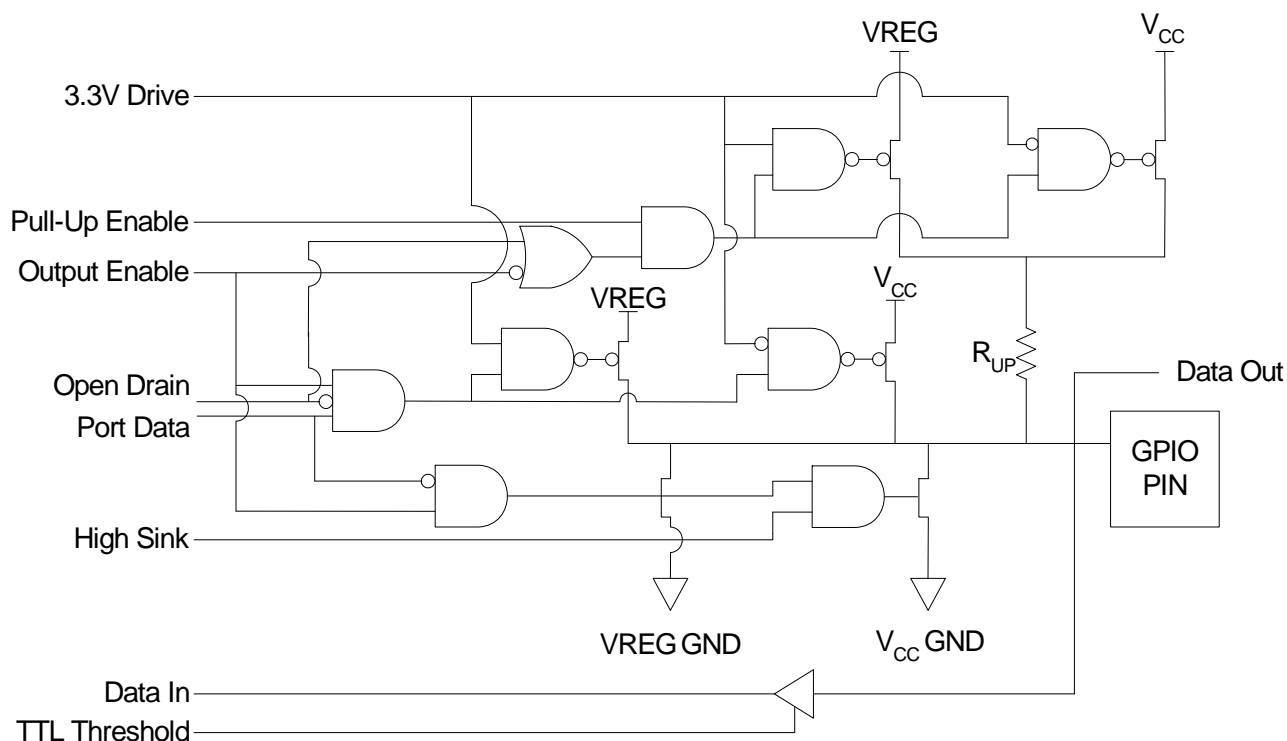 VREG
VCC
3.3V Drive
Pull-Up Enable
Output Enable
VREG
VCC
RUP
Open Drain
Data Out
Port Data
GPIO
PIN
High Sink
VREG GND
VCC GND
Data In
TTL Threshold